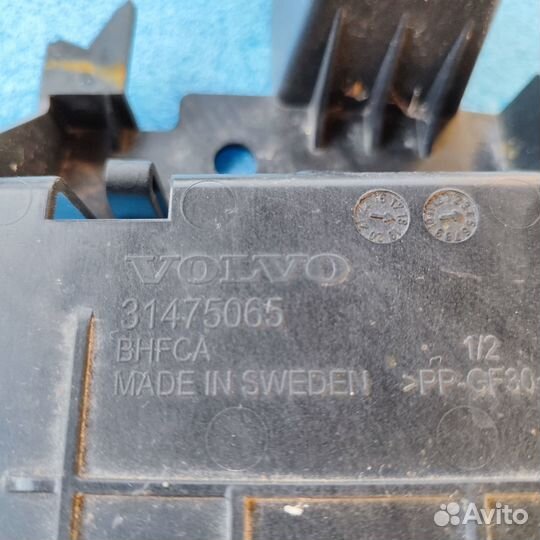 VOLVO
31475065
BHFCA 1/2
MADE IN SWEDEN >PP-GF30
Avito